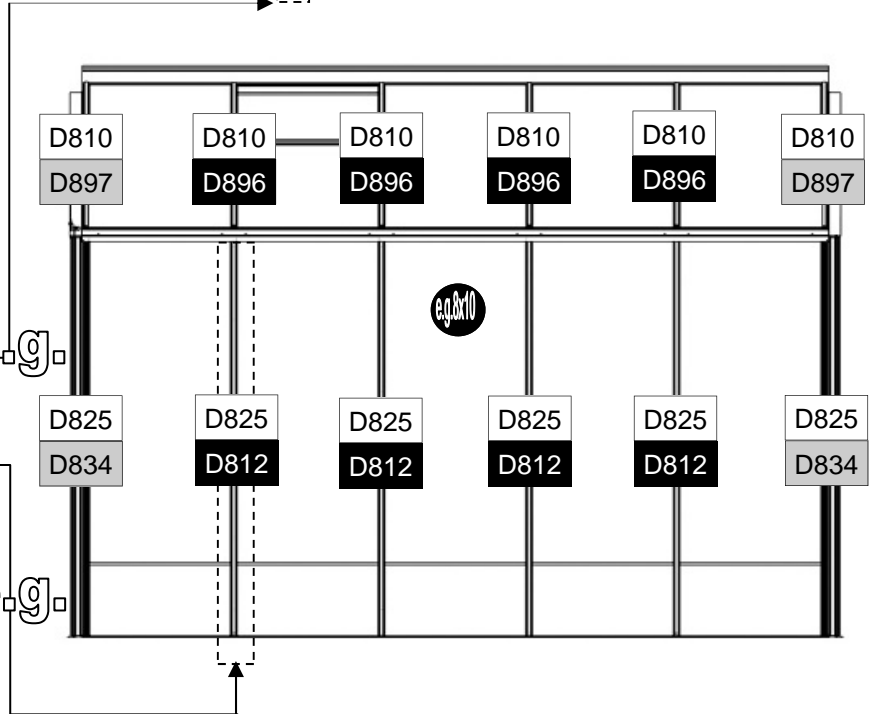 D810 D810 D810 D810 D810 D810
D897 D896 D896 D896 D896 D897
e.g.8x10
.g.
D825 D825 D825 D825 D825 D825
D834 D812 D812 D812 D812 D834
.g.